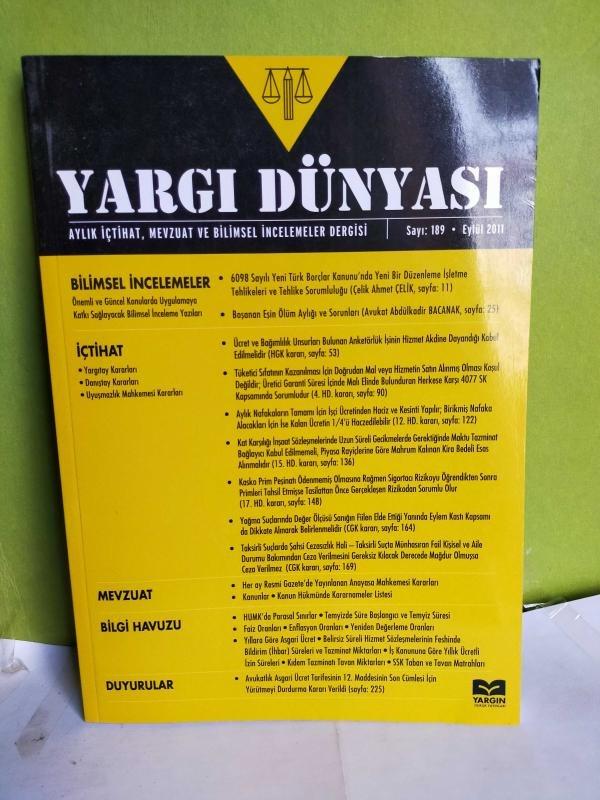 YARGI DÜNYASI
AYLIK İÇTİHAT, MEVZUAT VE BİLİMSEL İNCELEMELER DERGİSİ
Sayı: 189 • Eylül 2011
BİLİMSEL İNCELEMELER
Önemli ve Güncel Konularda Uygulamaya
Katkı Sağlayacak Bilimsel İnceleme Yazıları
• 6098 Sayılı Yeni Türk Borçlar Kanunu'nda Yeni Bir Düzenleme İşletme
Tehlikeleri ve Tehlike Sorumluluğu (Çelik Ahmet ÇELİK, sayfa: 11)
• Boşanan Eşin Ölüm Aylığı ve Sorunları (Avukat Abdülkadir BACANAK, sayfa: 25)
İÇTİHAT
• Yargıtay Kararları
• Danıştay Kararları
• Uyuşmazlık Mahkemesi Kararları
• Ücret ve Bağımlılık Unsurları Bulunan Anketörlük İşinin Hizmet Akdine Dayandığı Kabul
Edilmelidir (HGK kararı, sayfa: 53)
• Tüketici Sıfatının Kazanılması İçin Doğrudan Mal veya Hizmetin Satın Alınmış Olması Koşul
Değildir; Üretici Garanti Süresi İçinde Malı Elinde Bulunduran Herkese Karşı 4077 SK
Kapsamında Sorumludur (4. HD kararı, sayfa: 90)
• Aylık Nafakaların Tamamı İçin İşçi Ücretinden Haciz ve Kesinti Yapılır; Birikmiş Nafaka
Alacakları İçin İse Kalan Ücretin 1/4'ü Haczedilebilir (12. HD kararı, sayfa: 122)
• Kat Karşılığı İnşaat Sözleşmelerinde Uzun Süreli Gecikmelerde Gerektiğinde Maktu Tazminat
Bağlayıcı Kabul Edilmemeli, Piyasa Rayiçlerine Göre Mahrum Kalınan Kira Bedeli Esas
Alınmalıdır (15. HD kararı, sayfa: 136)
• Kasko Prim Peşinatı Ödenmemiş Olmasına Rağmen Sigortacı Rizikoyu Öğrendikten Sonra
Primleri Tahsil Etmişse Tasilattan Önce Gerçekleşen Rizikodan Sorumlu Olur
(17. HD kararı, sayfa: 148)
• Yağma Suçlarında Değer Ölçüsü Sanığın Fiilen Elde Ettiği Yanında Eylem Kastı Kapsamı
da Dikkate Alınarak Belirlenmelidir (CGK kararı, sayfa: 164)
• Taksirli Suçlarda Şahsi Cezasızlık Hali – Taksirli Suçta Münhasıran Fail Kişisel ve Aile
Durumu Bakımından Ceza Verilmesini Gereksiz Kılacak Derecede Mağdur Olmuşsa
Ceza Verilmez (CGK kararı, sayfa: 169)
MEVZUAT
• Her ay Resmi Gazete'de Yayınlanan Anayasa Mahkemesi Kararları
• Kanunlar • Kanun Hükmünde Kararnameler Listesi
BİLGİ HAVUZU
• HUMK'da Parasal Sınırlar • Temyizde Süre Başlangıcı ve Temyiz Süresi
• Faiz Oranları • Enflasyon Oranları • Yeniden Değerleme Oranları
• Yıllara Göre Asgari Ücret • Belirsiz Süreli Hizmet Sözleşmelerinin Feshinde
Bildirim (İhbar) Süreleri ve Tazminat Miktarları • İş Kanununa Göre Yıllık Ücretli
İzin Süreleri • Kıdem Tazminatı Tavan Miktarları • SSK Taban ve Tavan Matrahları
DUYURULAR
• Avukatlık Asgari Ücret Tarifesinin 12. Maddesinin Son Cümlesi İçin
Yürütmeyi Durdurma Kararı Verildi (sayfa: 225)
YARGIN
HUKUK YAYINLARI